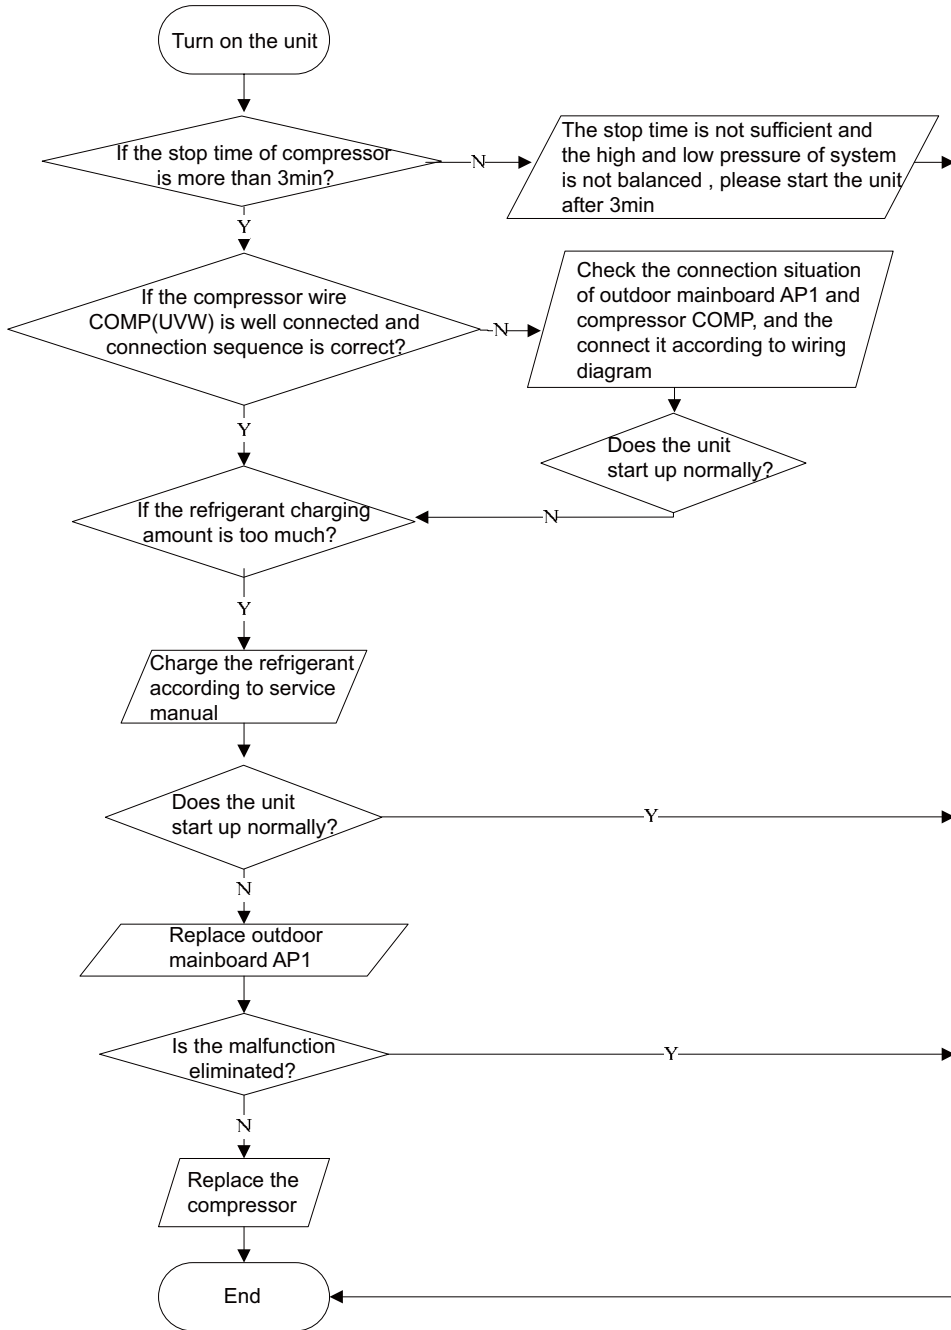 Turn on the unit
If the stop time of compressor
is more than 3min?
N
The stop time is not sufficient and
the high and low pressure of system
is not balanced , please start the unit
after 3min
Y
If the compressor wire
COMP(UVW) is well connected and
connection sequence is correct?
N
Check the connection situation
of outdoor mainboard AP1 and
compressor COMP, and the
connect it according to wiring
diagram
Y
Does the unit
start up normally?
N
If the refrigerant charging
amount is too much?
Y
Charge the refrigerant
according to service
manual
Does the unit
start up normally?
Y
N
Replace outdoor
mainboard AP1
Is the malfunction
eliminated?
Y
N
Replace the
compressor
End